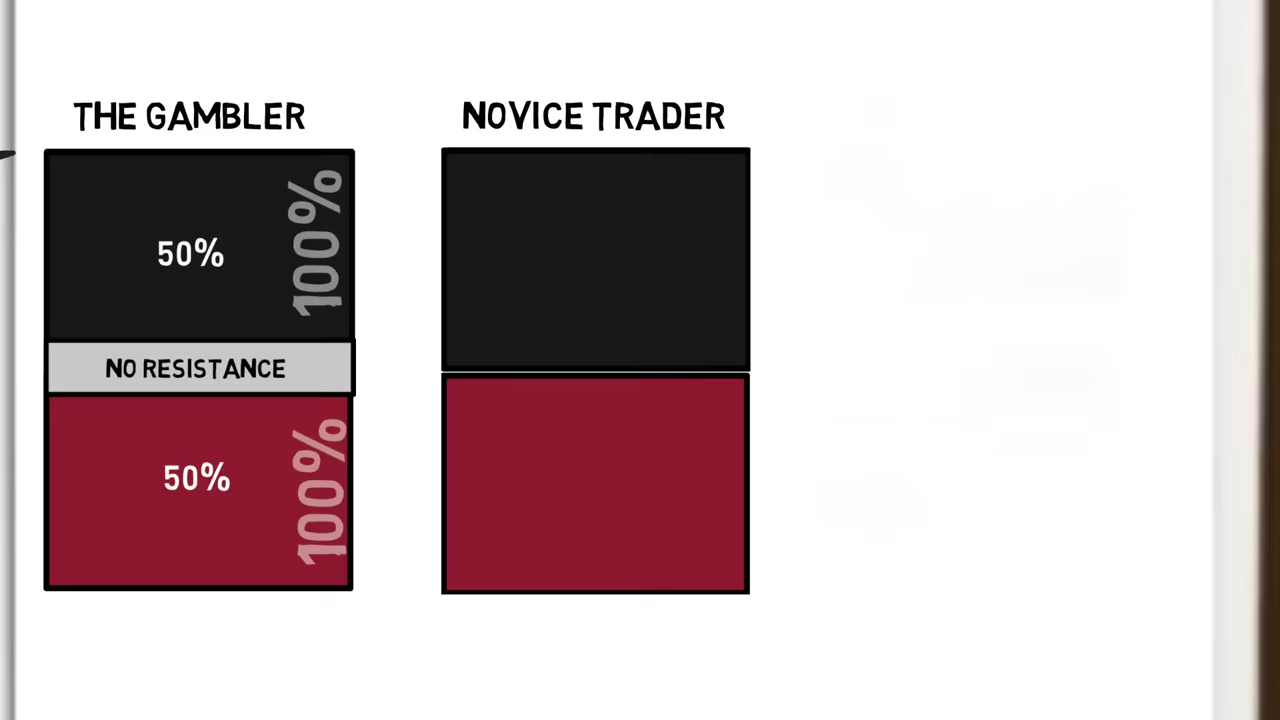 THE GAMBLER
50%
100%
NO RESISTANCE
50%
100%
NOVICE TRADER